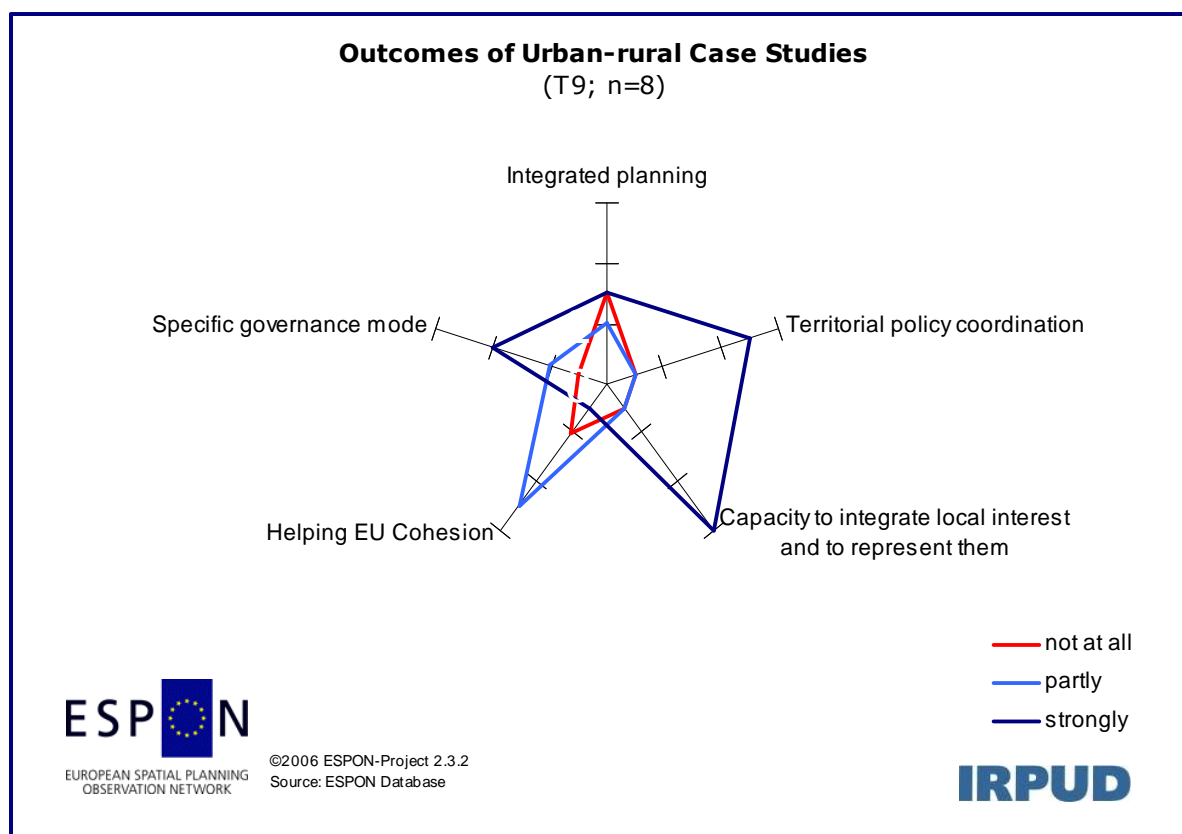 Outcomes of Urban-rural Case Studies
(T9; n=8)
Integrated planning
Specific governance mode
Territorial policy coordination
Helping EU Cohesion
Capacity to integrate local interest
and to represent them
not at all
partly
strongly
ESPON
EUROPEAN SPATIAL PLANNING
OBSERVATION NETWORK
©2006 ESPON-Project 2.3.2
Source: ESPON Database
IRPUD